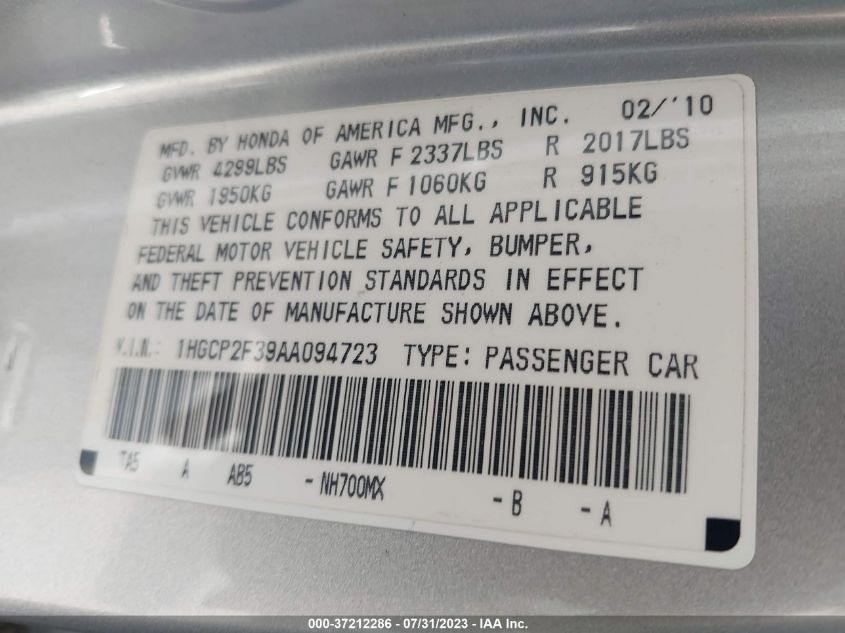 MFD. BY HONDA OF AMERICA MFG., INC. 02/'10
GVWR 4299LBS GAWR F 2337LBS R 2017LBS
GVWR 1950KG GAWR F 1060KG R 915KG
THIS VEHICLE CONFORMS TO ALL APPLICABLE
FEDERAL MOTOR VEHICLE SAFETY, BUMPER,
AND THEFT PREVENTION STANDARDS IN EFFECT
ON THE DATE OF MANUFACTURE SHOWN ABOVE.
V.I.N.: 1HGCP2F39AA094723 TYPE: PASSENGER CAR
TA5 A AB5 -NH700MX -B -A
000-37212286 - 07/31/2023 - IAA Inc.